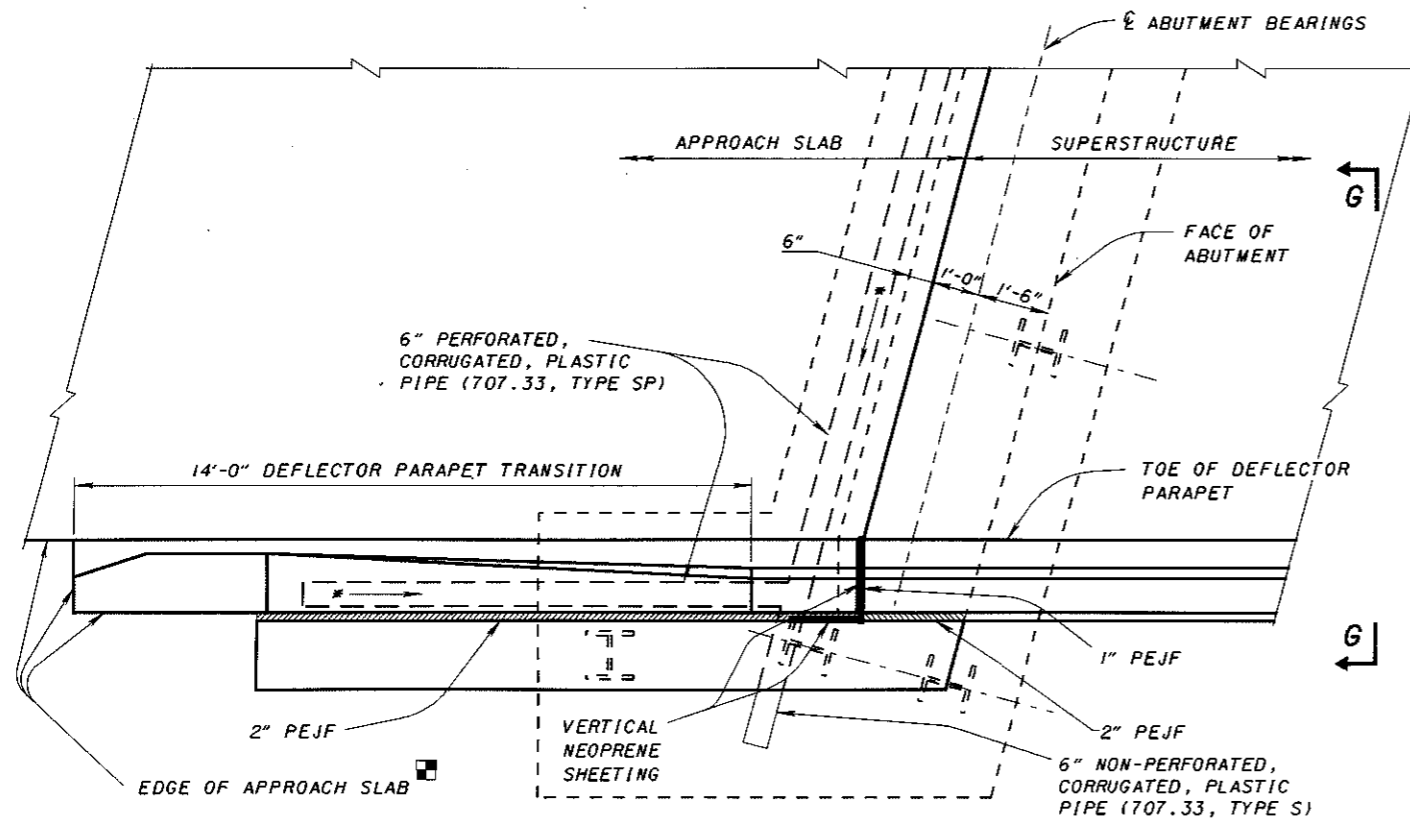 ℄ ABUTMENT BEARINGS
APPROACH SLAB
SUPERSTRUCTURE
G
FACE OF
ABUTMENT
6"
1'-0"
1'-6"
*
6" PERFORATED,
CORRUGATED, PLASTIC
PIPE (707.33, TYPE SP)
14'-0" DEFLECTOR PARAPET TRANSITION
TOE OF DEFLECTOR
PARAPET
*
G
1" PEJF
2" PEJF
VERTICAL
NEOPRENE
SHEETING
2" PEJF
6" NON-PERFORATED,
CORRUGATED, PLASTIC
PIPE (707.33, TYPE S)
EDGE OF APPROACH SLAB